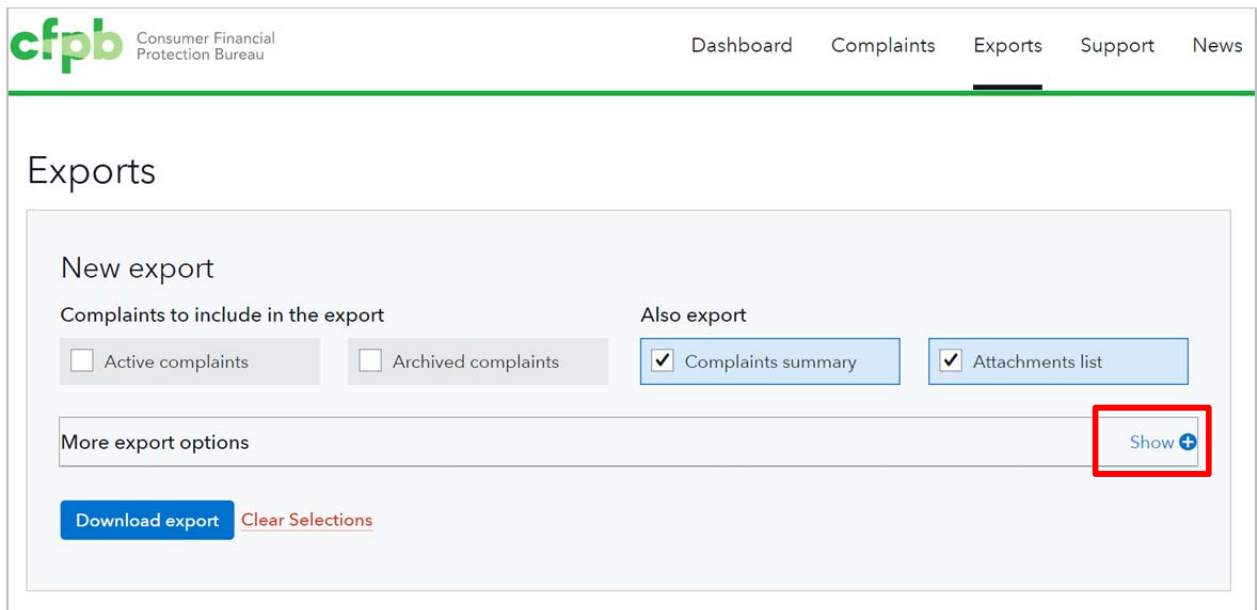 cfpb
Consumer Financial
Protection Bureau
Dashboard Complaints Exports Support News
Exports
New export
Complaints to include in the export Also export
Active complaints Archived complaints Complaints summary Attachments list
More export options Show
Download export Clear Selections